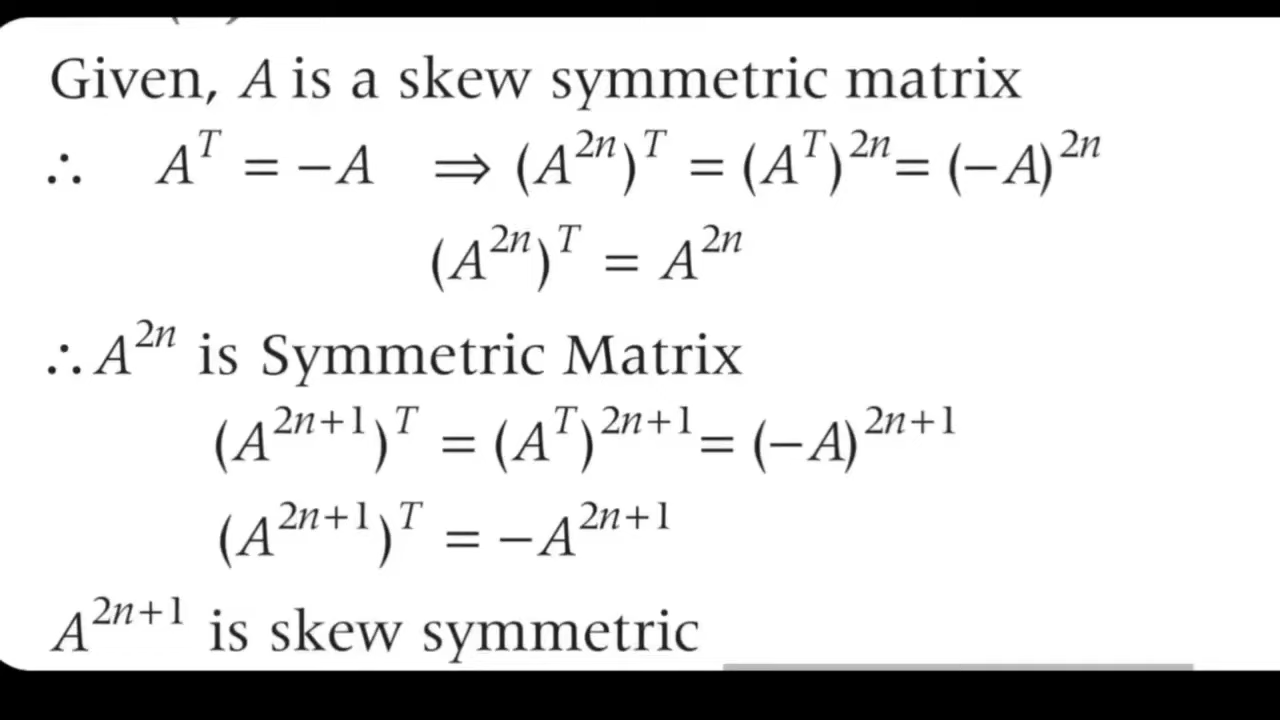 Given, A is a skew symmetric matrix
∴ A^T = −A ⇒ (A^{2n})^T = (A^T)^{2n} = (−A)^{2n}
(A^{2n})^T = A^{2n}
∴ A^{2n} is Symmetric Matrix
(A^{2n+1})^T = (A^T)^{2n+1} = (−A)^{2n+1}
(A^{2n+1})^T = −A^{2n+1}
A^{2n+1} is skew symmetric